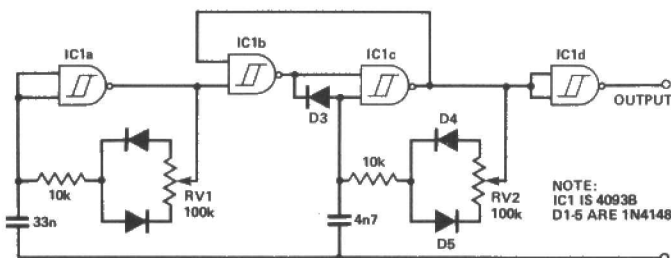 IC1a
IC1b
IC1c
IC1d
D3
D4
OUTPUT
10k
RV1
100k
10k
RV2
100k
33n
4n7
D5
NOTE:
IC1 IS 4093B
D1-5 ARE 1N4148